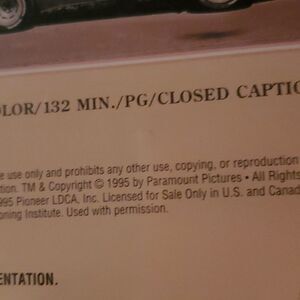 OLOR/132 MIN./PG/CLOSED CAPTIO
e use only and prohibits any other use, copying, or reproduction
tion. TM & Copyright © 1995 by Paramount Pictures • All Rights
995 Pioneer LDCA, Inc. Licensed for Sale Only in U.S. and Canad
oning Institute. Used with permission.
ENTATION.